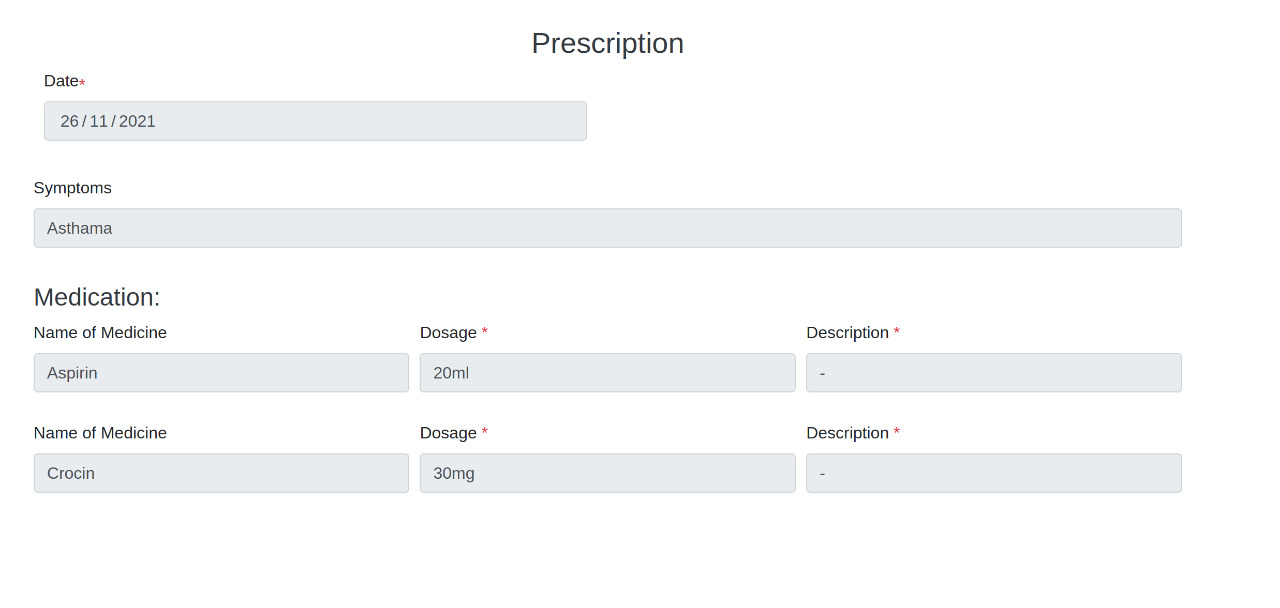 Prescription
Date*
26/11/2021
Symptoms
Asthama
Medication:
Name of Medicine Dosage * Description *
Aspirin 20ml -
Name of Medicine Dosage * Description *
Crocin 30mg -